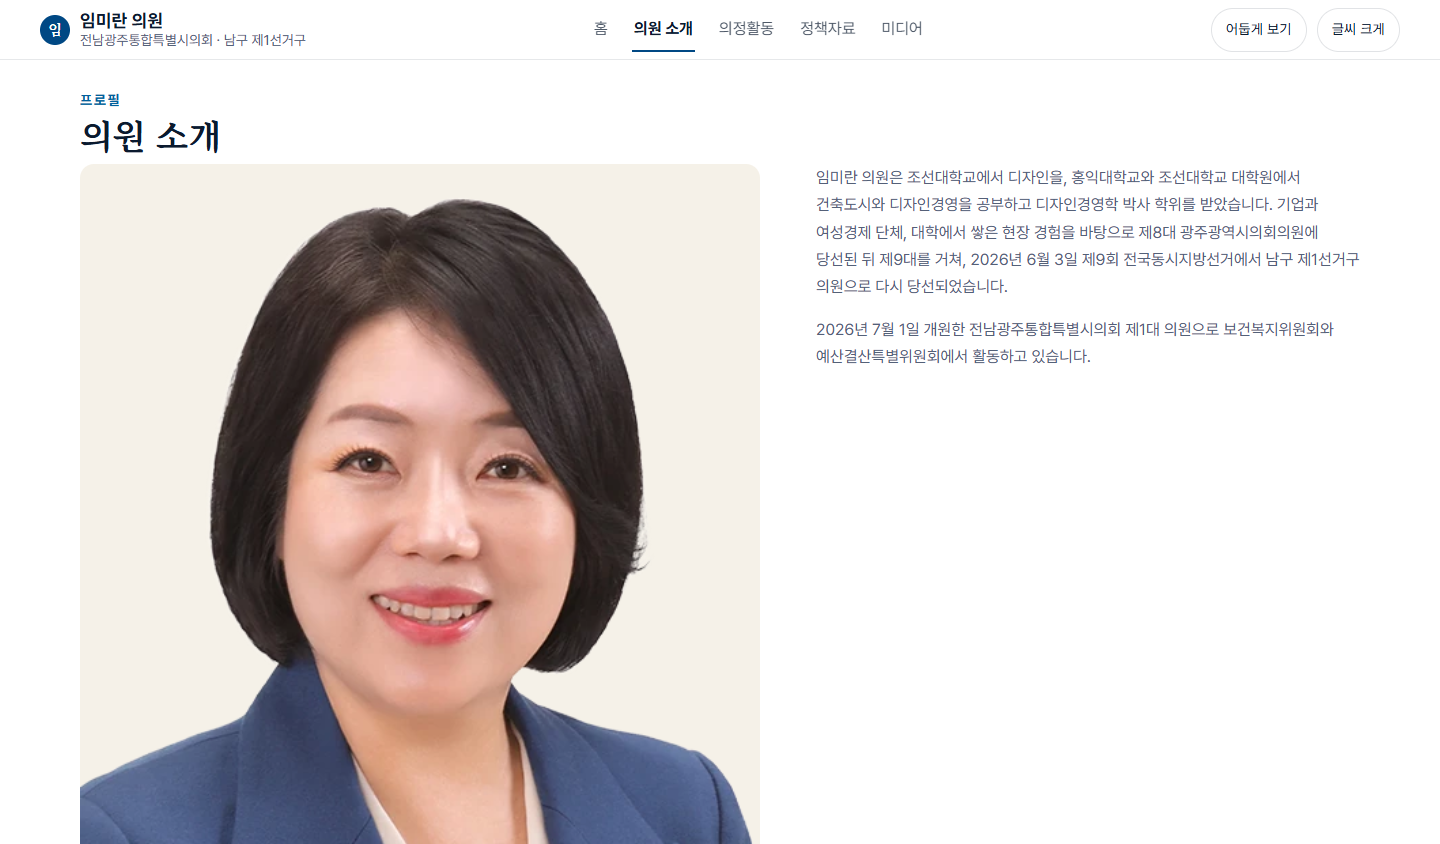 임
임미란 의원
전남광주통합특별시의회 · 남구 제1선거구
홈
의원 소개
의정활동
정책자료
미디어
어둡게 보기
글씨 크게
프로필
의원 소개
임미란 의원은 조선대학교에서 디자인을, 홍익대학교와 조선대학교 대학원에서
건축도시와 디자인경영을 공부하고 디자인경영학 박사 학위를 받았습니다. 기업과
여성경제 단체, 대학에서 쌓은 현장 경험을 바탕으로 제8대 광주광역시의회의원에
당선된 뒤 제9대를 거쳐, 2026년 6월 3일 제9회 전국동시지방선거에서 남구 제1선거구
의원으로 다시 당선되었습니다.
2026년 7월 1일 개원한 전남광주통합특별시의회 제1대 의원으로 보건복지위원회와
예산결산특별위원회에서 활동하고 있습니다.